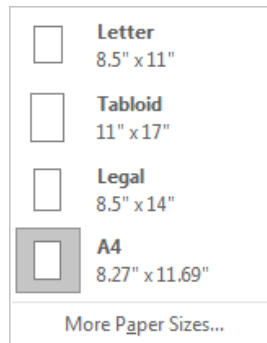 Letter
8.5" x 11"
Tabloid
11" x 17"
Legal
8.5" x 14"
A4
8.27" x 11.69"
More Paper Sizes...